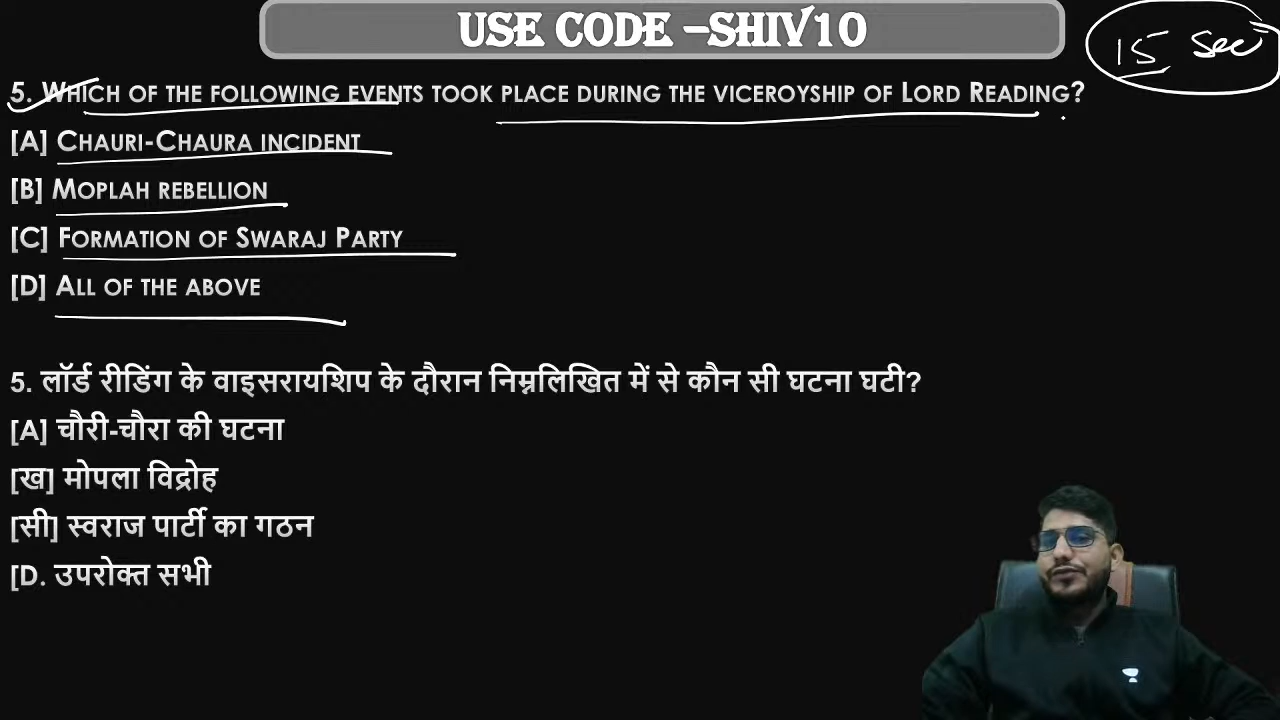 USE CODE –SHIV10
15 Sec
5. Which of the following events took place during the viceroyship of Lord Reading?
[A] Chauri-Chaura incident
[B] Moplah rebellion
[C] Formation of Swaraj Party
[D] All of the above
5. लॉर्ड रीडिंग के वाइसरायशिप के दौरान निम्नलिखित में से कौन सी घटना घटी?
[A] चौरी-चौरा की घटना
[ख] मोपला विद्रोह
[सी] स्वराज पार्टी का गठन
[D. उपरोक्त सभी